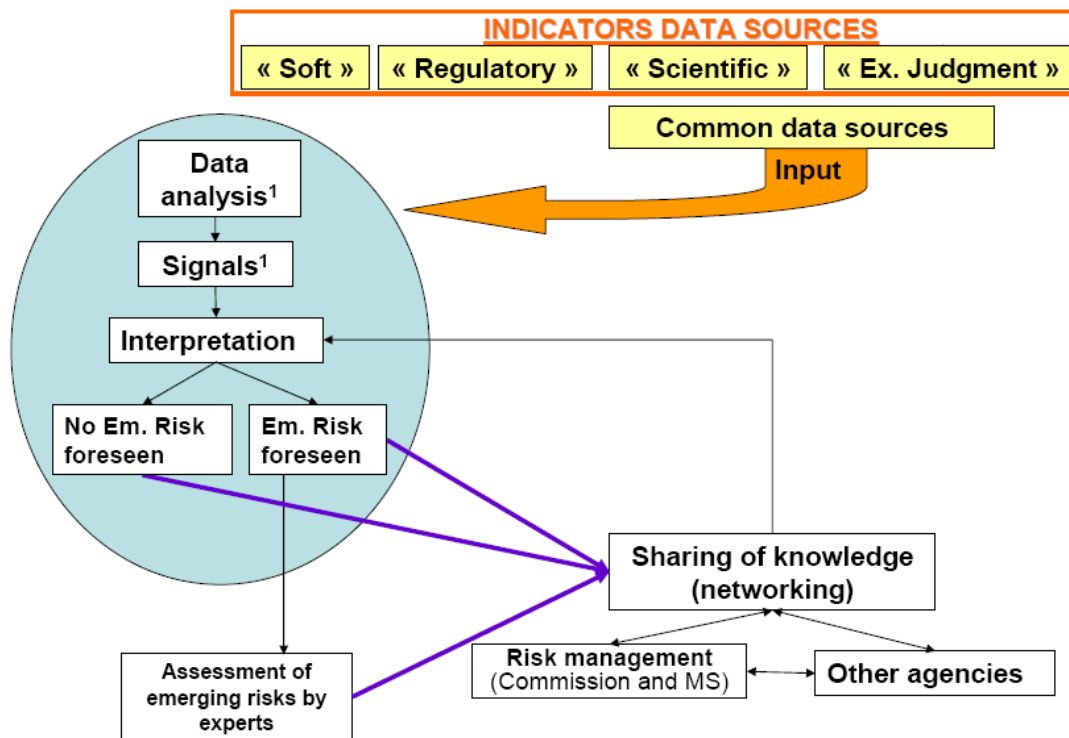 INDICATORS DATA SOURCES
« Soft »
« Regulatory »
« Scientific »
« Ex. Judgment »
Common data sources
Input
Data
analysis¹
Signals¹
Interpretation
No Em. Risk
foreseen
Em. Risk
foreseen
Sharing of knowledge
(networking)
Assessment of
emerging risks by
experts
Risk management
(Commission and MS)
Other agencies